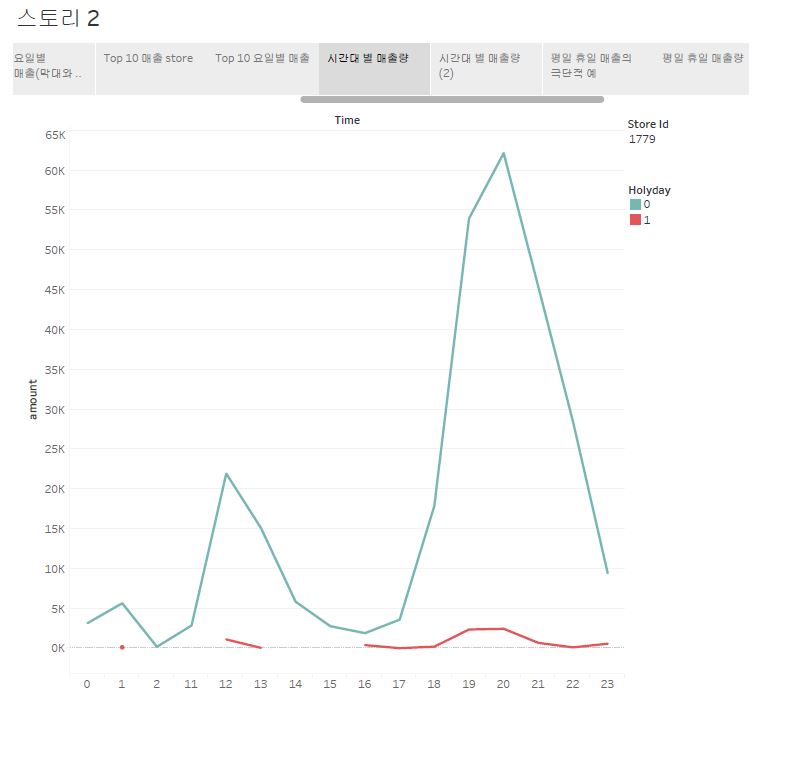 스토리 2
요일별
매출(막대와 ..
Top 10 매출 store
Top 10 요일별 매출
시간대 별 매출량
시간대 별 매출량
(2)
평일 휴일 매출의
극단적 예
평일 휴일 매출량
Time
Store Id
1779
Holyday
0
1
65K
60K
55K
50K
45K
40K
35K
30K
25K
20K
15K
10K
5K
0K
amount
0 1 2 11 12 13 14 15 16 17 18 19 20 21 22 23